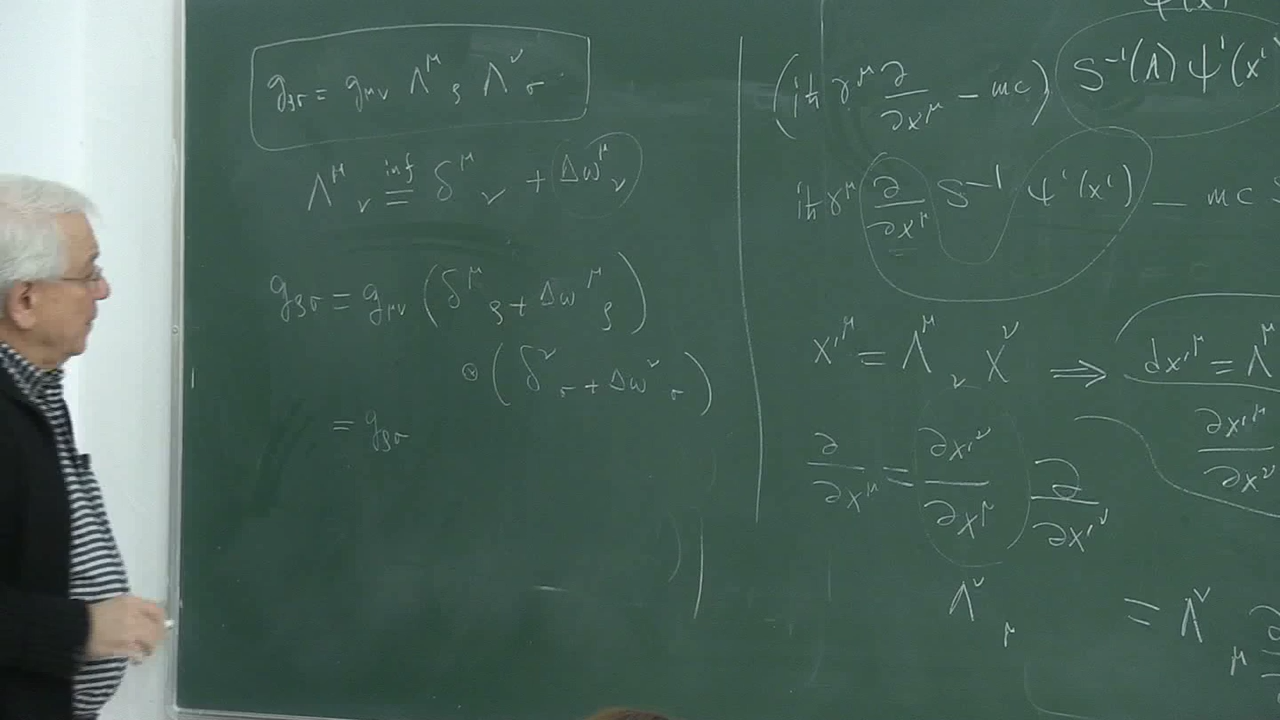 g_{ρσ} = g_{μν} Λ^μ_ρ Λ^ν_σ
Λ^μ_ν \overset{inf}{=} δ^μ_ν + Δω^μ_ν
g_{ρσ} = g_{μν} (δ^μ_ρ + Δω^μ_ρ)
⊙ (δ^ν_σ + Δω^ν_σ)
= g_{ρσ}
ψ(x)
(iħ γ^μ ∂/∂x^μ − mc) S^{−1}(Λ) ψ'(x'
iħ γ^μ ∂/∂x^μ S^{−1} ψ'(x') − mc S
x'^μ = Λ^μ_ν x^ν ⟹ dx'^μ = Λ^μ
∂x'^μ/∂x^ν
∂/∂x^μ = ∂x'^ν/∂x^μ ∂/∂x'^ν
Λ^ν_μ = Λ^ν_μ ∂